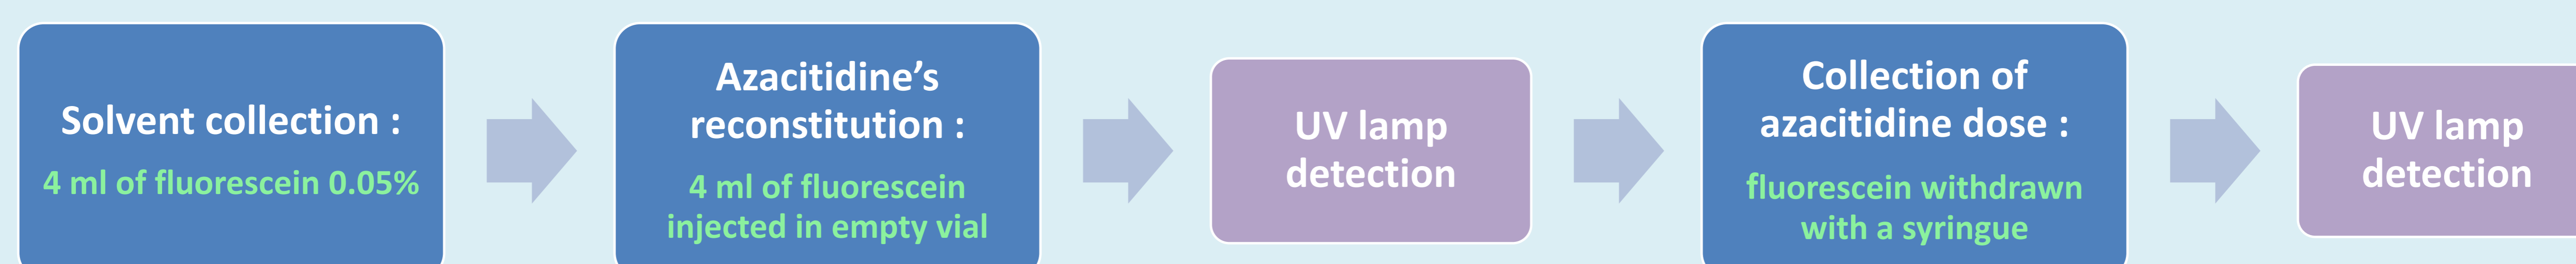 Solvent collection :
4 ml of fluorescein 0.05%
Azacitidine’s
reconstitution :
4 ml of fluorescein
injected in empty vial
UV lamp
detection
Collection of
azacitidine dose :
fluorescein withdrawn
with a syringue
UV lamp
detection